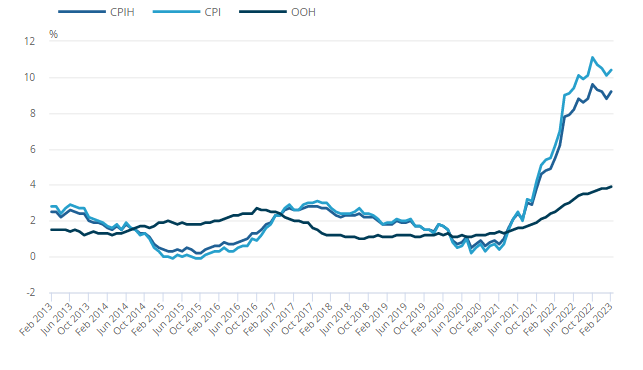 CPIH CPI OOH
%
12
10
8
6
4
2
0
-2
Feb 2013
Jun 2013
Oct 2013
Feb 2014
Jun 2014
Oct 2014
Feb 2015
Jun 2015
Oct 2015
Feb 2016
Jun 2016
Oct 2016
Feb 2017
Jun 2017
Oct 2017
Feb 2018
Jun 2018
Oct 2018
Feb 2019
Jun 2019
Oct 2019
Feb 2020
Jun 2020
Oct 2020
Feb 2021
Jun 2021
Oct 2021
Feb 2022
Jun 2022
Oct 2022
Feb 2023